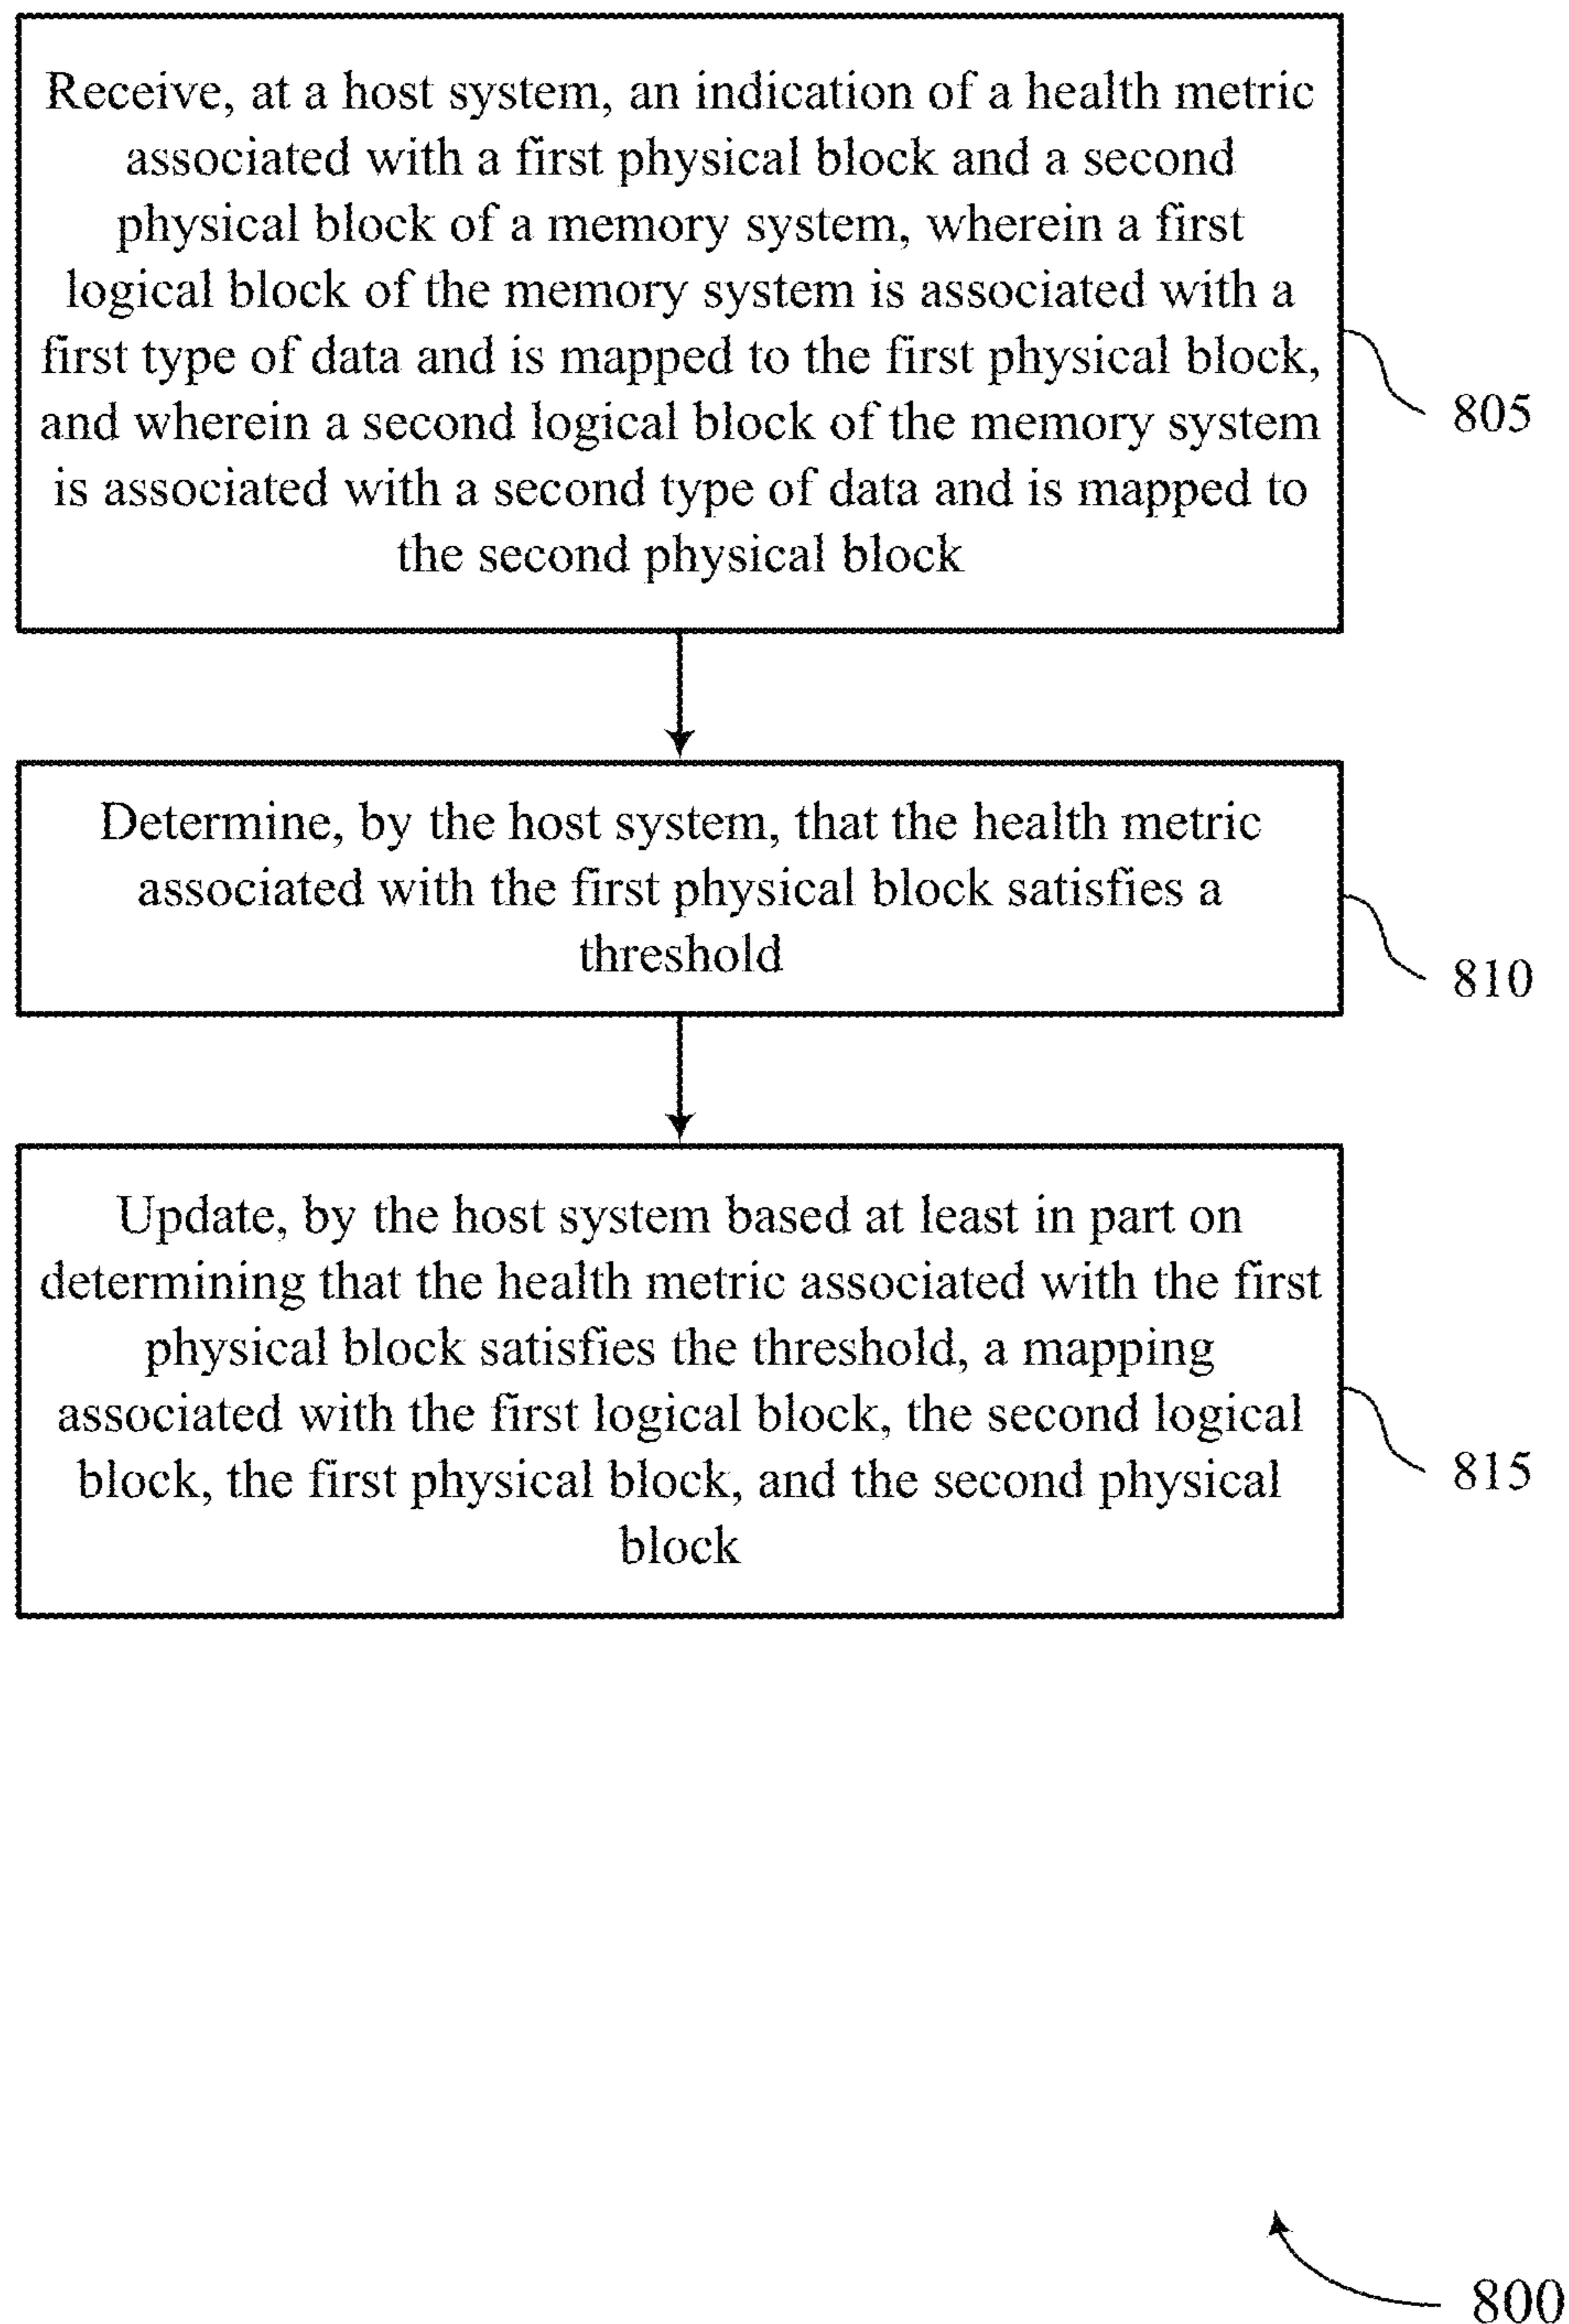 Receive, at a host system, an indication of a health metric
associated with a first physical block and a second
physical block of a memory system, wherein a first
logical block of the memory system is associated with a
first type of data and is mapped to the first physical block,
and wherein a second logical block of the memory system
is associated with a second type of data and is mapped to
the second physical block
805
Determine, by the host system, that the health metric
associated with the first physical block satisfies a
threshold
810
Update, by the host system based at least in part on
determining that the health metric associated with the first
physical block satisfies the threshold, a mapping
associated with the first logical block, the second logical
block, the first physical block, and the second physical
block
815
800